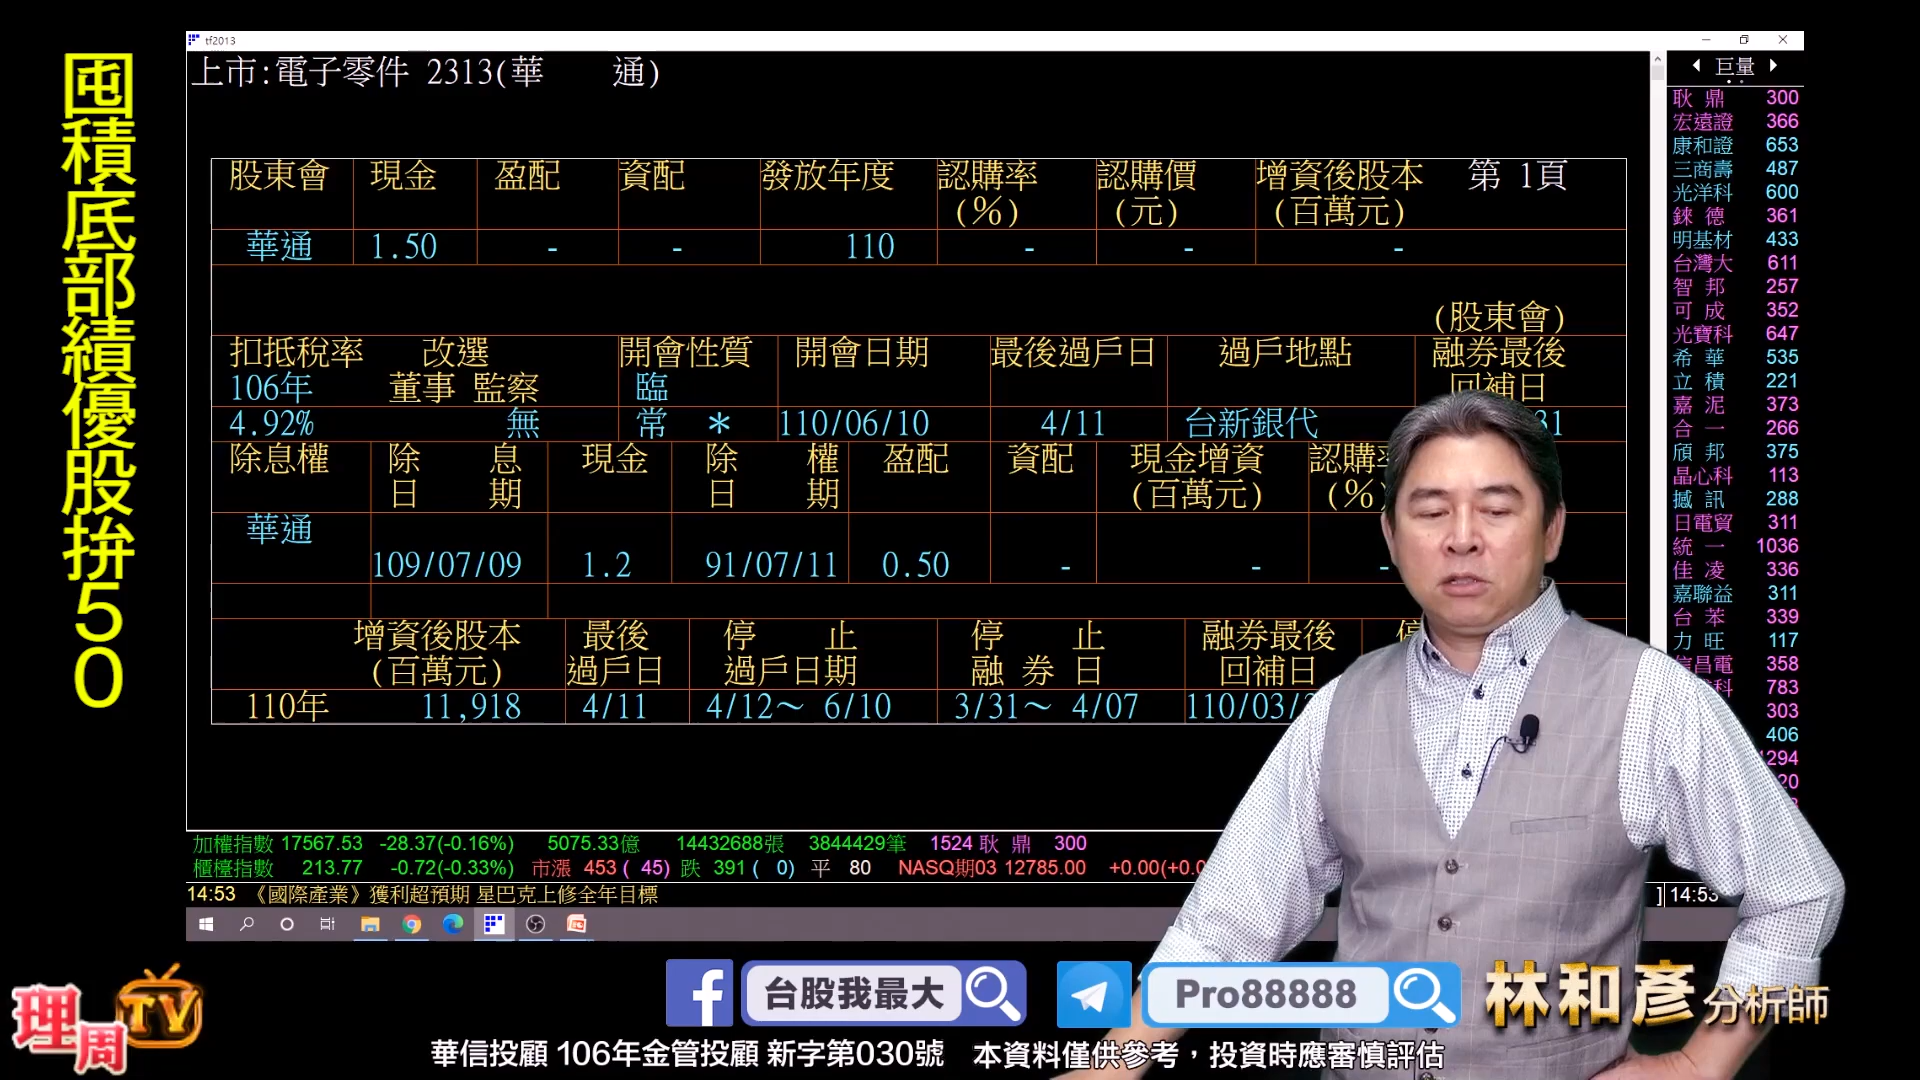 囤積底部績優股拚50
tf2013
上市:電子零件 2313(華 通)
股東會 現金 盈配 資配 發放年度 認購率 認購價 增資後股本 第 1頁
(%) (元) (百萬元)
華通 1.50 - - 110 - - -
(股東會)
扣抵稅率 改選 開會性質 開會日期 最後過戶日 過戶地點 融券最後
106年 董事 監察 臨 回補日
4.92% 無 常 * 110/06/10 4/11 台新銀代 31
除息權 除 息 現金 除 權 盈配 資配 現金增資 認購率
日 期 日 期 (百萬元) (%)
華通
109/07/09 1.2 91/07/11 0.50 - - -
增資後股本 最後 停 止 停 止 融券最後
(百萬元) 過戶日 過戶日期 融 券 日 回補日
110年 11,918 4/11 4/12～ 6/10 3/31～ 4/07 110/03/
巨量
耿 鼎 300
宏遠證 366
康和證 653
三商壽 487
光洋科 600
錸 德 361
明基材 433
台灣大 611
智 邦 257
可 成 352
光寶科 647
希 華 535
立 積 221
嘉 泥 373
合 一 266
頎 邦 375
晶心科 113
撼 訊 288
日電貿 311
統 一 1036
佳 凌 336
嘉聯益 311
台 苯 339
力 旺 117
信昌電 358
科 783
303
406
1294
20
加權指數 17567.53 -28.37(-0.16%) 5075.33億 14432688張 3844429筆 1524 耿 鼎 300
櫃檯指數 213.77 -0.72(-0.33%) 市漲 453 ( 45) 跌 391 ( 0) 平 80 NASQ期03 12785.00 +0.00(+0.0
14:53 《國際產業》獲利超預期 星巴克上修全年目標 ]14:53
理周TV
台股我最大
Pro88888
林和彥 分析師
華信投顧 106年金管投顧 新字第030號 本資料僅供參考，投資時應審慎評估